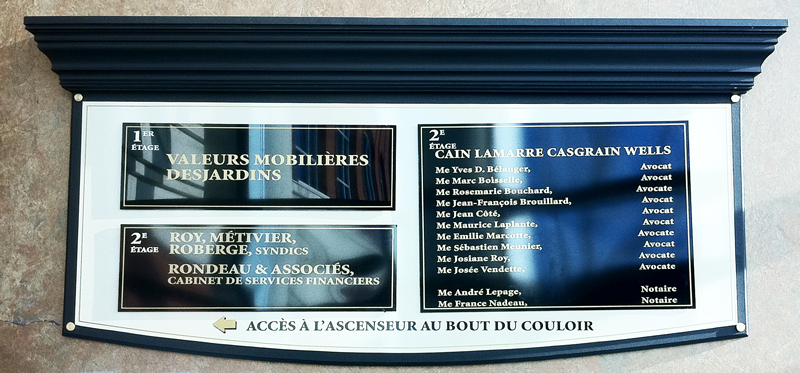 1ER
ÉTAGE
VALEURS MOBILIÈRES
DESJARDINS
2E
ÉTAGE
ROY, MÉTIVIER,
ROBERGE, SYNDICS
RONDEAU & ASSOCIÉS,
CABINET DE SERVICES FINANCIERS
2E
ÉTAGE
CAIN LAMARRE CASGRAIN WELLS
Me Yves D. Bélanger, Avocat
Me Marc Boisselle, Avocat
Me Rosemarie Bouchard, Avocate
Me Jean-François Brouillard, Avocat
Me Jean Côté, Avocat
Me Maurice Laplante, Avocat
Me Emilie Marcotte, Avocate
Me Sébastien Meunier, Avocat
Me Josiane Roy, Avocate
Me Josée Vendette, Avocate
Me André Lepage, Notaire
Me France Nadeau, Notaire
ACCÈS À L'ASCENSEUR AU BOUT DU COULOIR